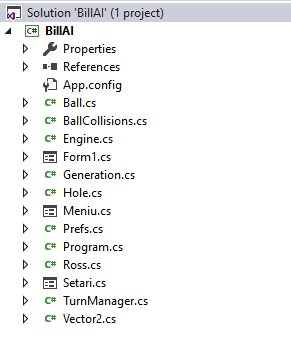 Solution 'BillAI' (1 project)
C# BillAI
Properties
References
App.config
C# Ball.cs
C# BallCollisions.cs
C# Engine.cs
Form1.cs
C# Generation.cs
C# Hole.cs
Meniu.cs
C# Prefs.cs
C# Program.cs
C# Ross.cs
Setari.cs
C# TurnManager.cs
C# Vector2.cs